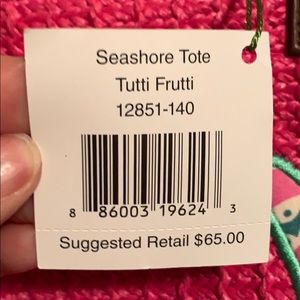 Seashore Tote
Tutti Frutti
12851-140
8 86003 19624 3
Suggested Retail $65.00